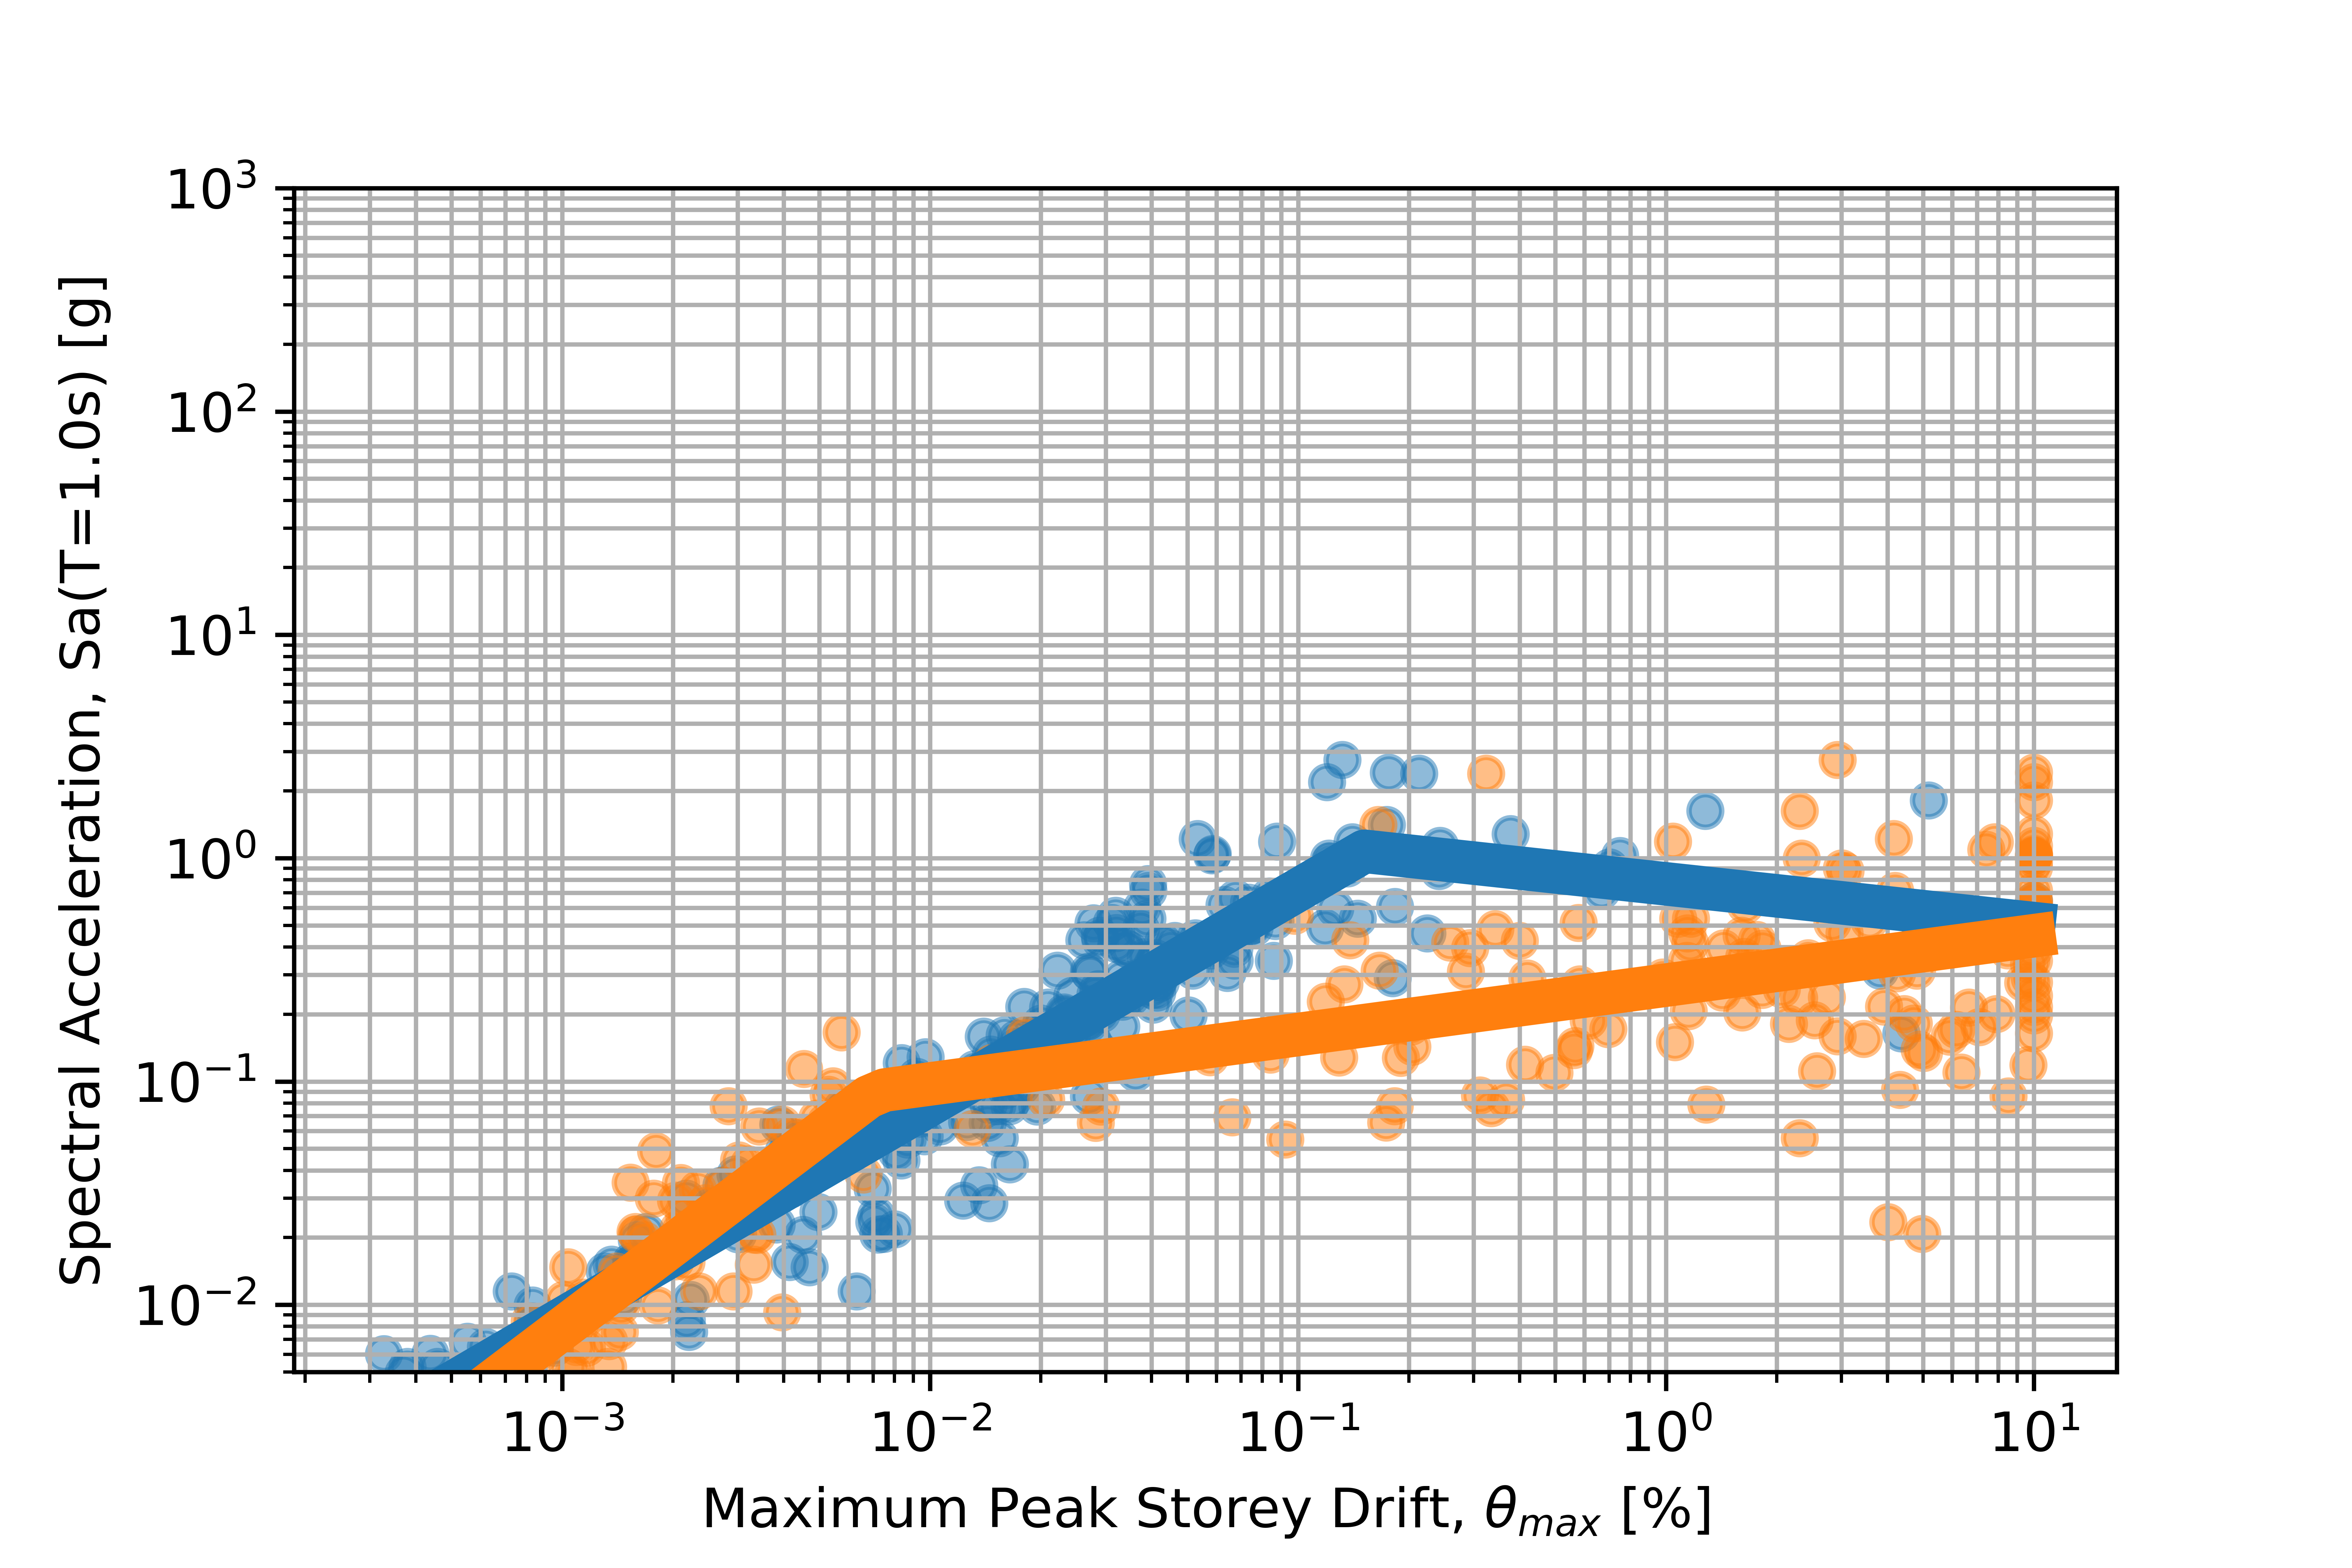 10³
10²
10¹
10⁰
10⁻¹
10⁻²
Spectral Acceleration, Sa(T=1.0s) [g]
10⁻³ 10⁻² 10⁻¹ 10⁰ 10¹
Maximum Peak Storey Drift, θmax [%]